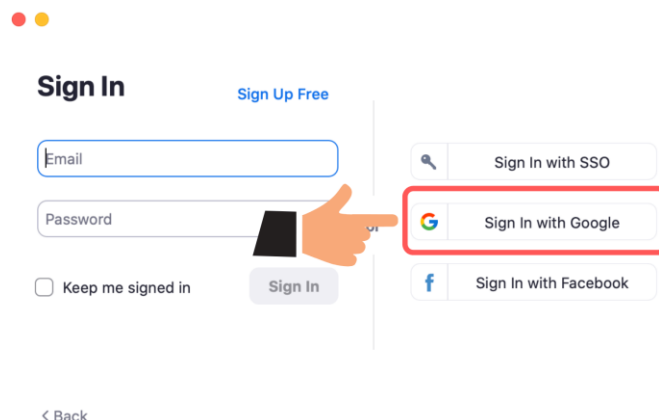 Sign In
Sign Up Free
Email
Password
Keep me signed in
Sign In
or
Sign In with SSO
Sign In with Google
Sign In with Facebook
< Back